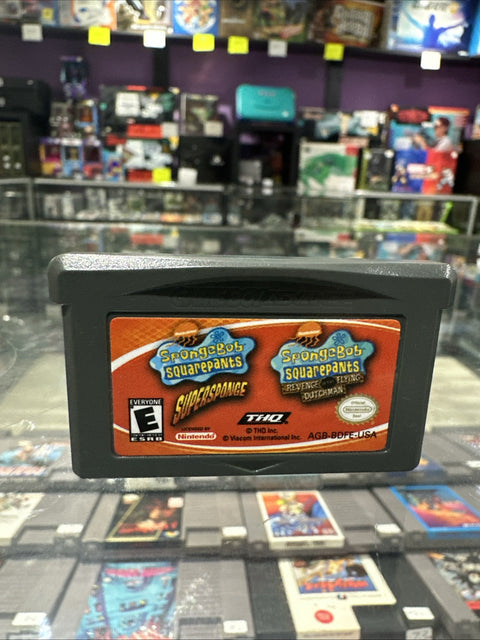 SpongeBob
SquarePants
SUPERSPONGE
SpongeBob
SquarePants
REVENGE OF THE FLYING
DUTCHMAN
EVERYONE
E
ESRB
LICENSED BY
Nintendo
THQ
© THQ Inc.
© Viacom International Inc.
Official
Nintendo
Seal
AGB-BDFE-USA